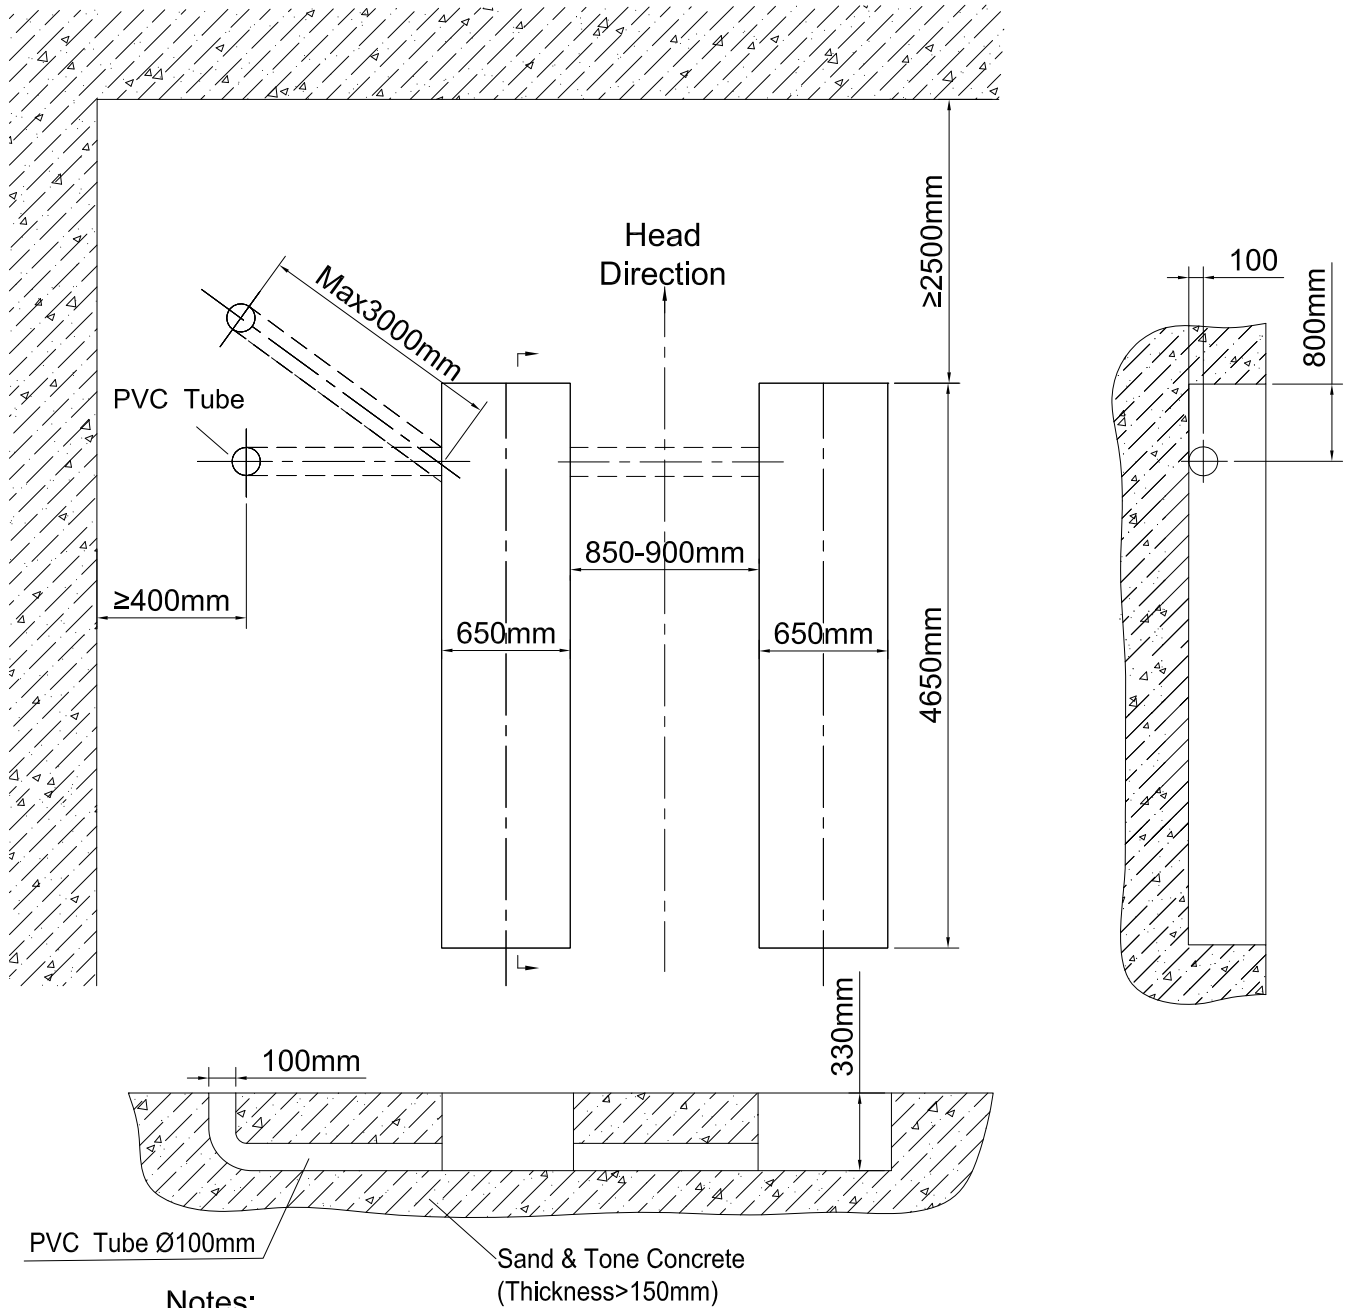 ≥2500mm
Head
Direction
100
800mm
Max3000mm
PVC Tube
850-900mm
≥400mm
650mm
650mm
4650mm
330mm
100mm
PVC Tube Ø100mm
Sand & Tone Concrete
(Thickness>150mm)
Notes: